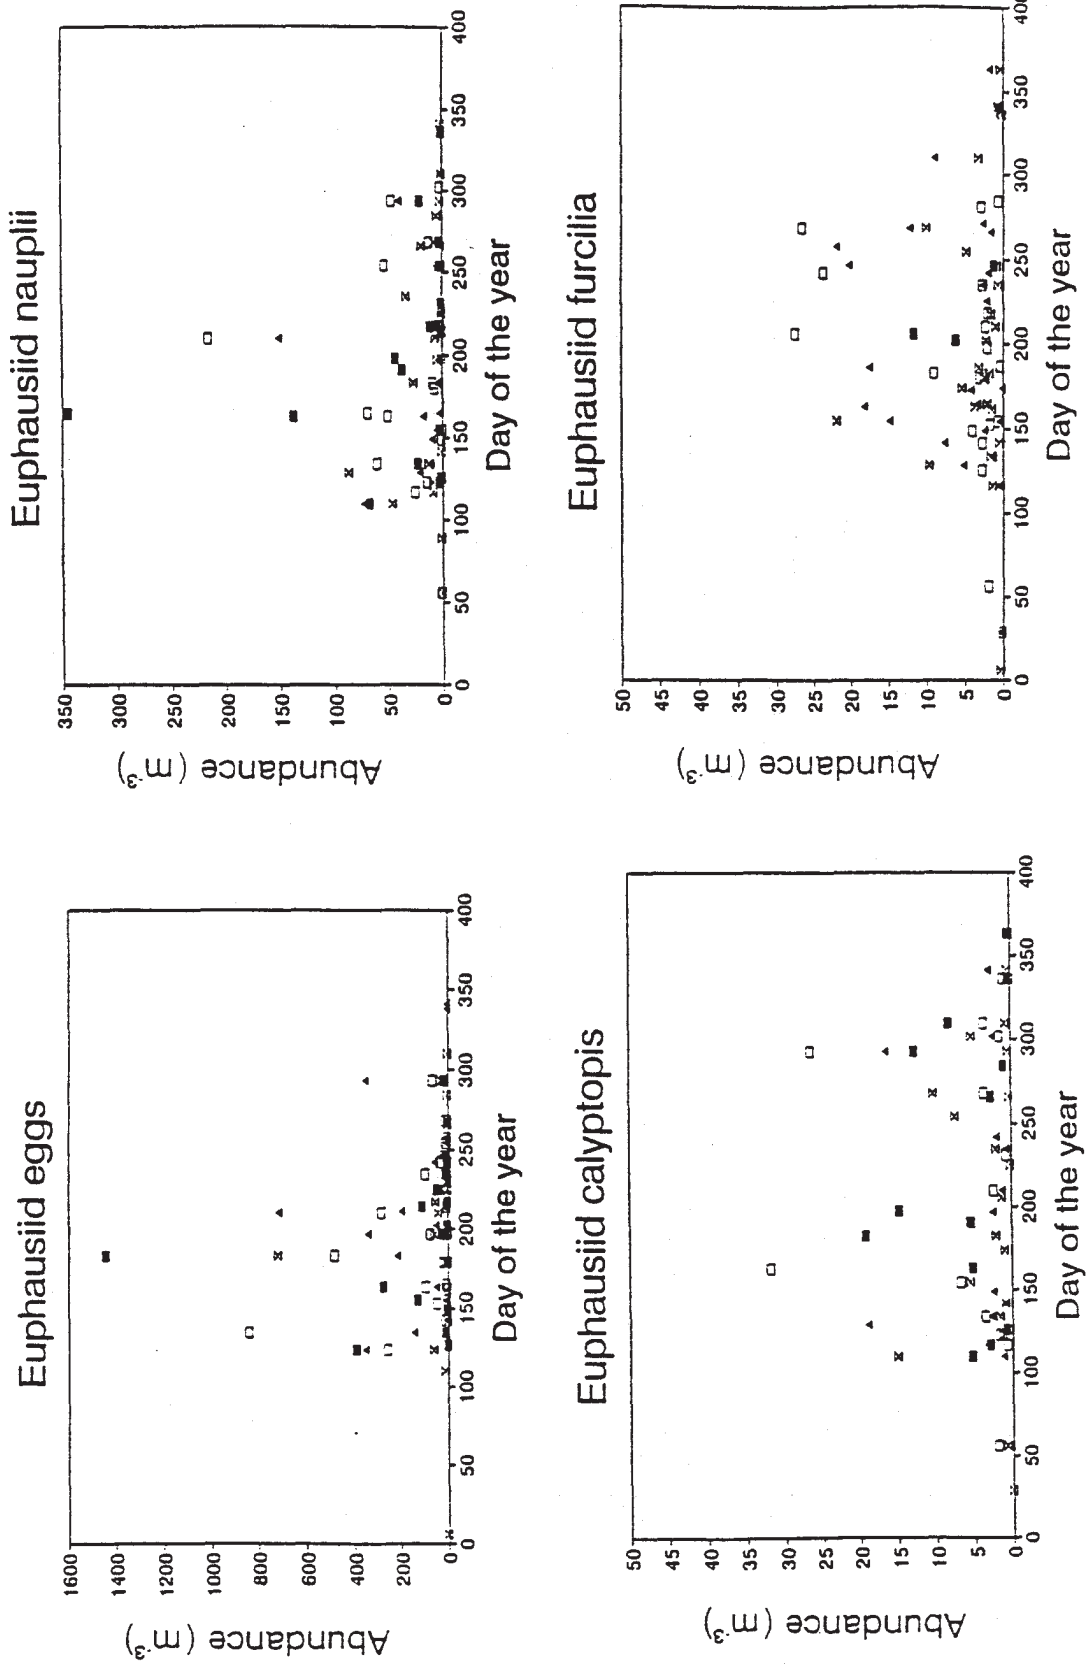 Euphausiid eggs
Abundance (m⁻³)
1600
1400
1200
1000
800
600
400
200
0
0 50 100 150 200 250 300 350 400
Day of the year
Euphausiid nauplii
Abundance (m⁻³)
350
300
250
200
150
100
50
0
0 50 100 150 200 250 300 350 400
Day of the year
Euphausiid calyptopis
Abundance (m⁻³)
50
45
40
35
30
25
20
15
10
5
0
0 50 100 150 200 250 300 350 400
Day of the year
Euphausiid furcilia
Abundance (m⁻³)
50
45
40
35
30
25
20
15
10
5
0
0 50 100 150 200 250 300 350 400
Day of the year